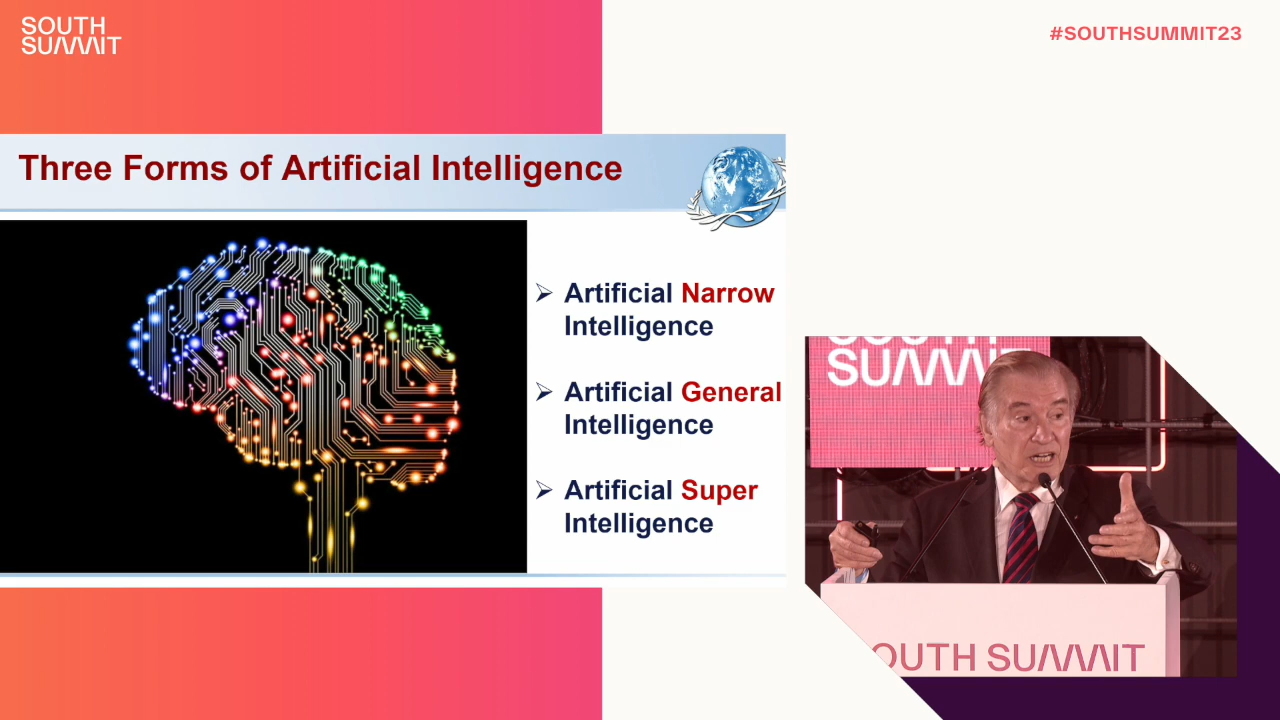 SOUTH
SUMMIT
#SOUTHSUMMIT23
Three Forms of Artificial Intelligence
➢ Artificial Narrow
Intelligence
➢ Artificial General
Intelligence
➢ Artificial Super
Intelligence
SOUTH
SUMMIT
OUTH SUMMIT